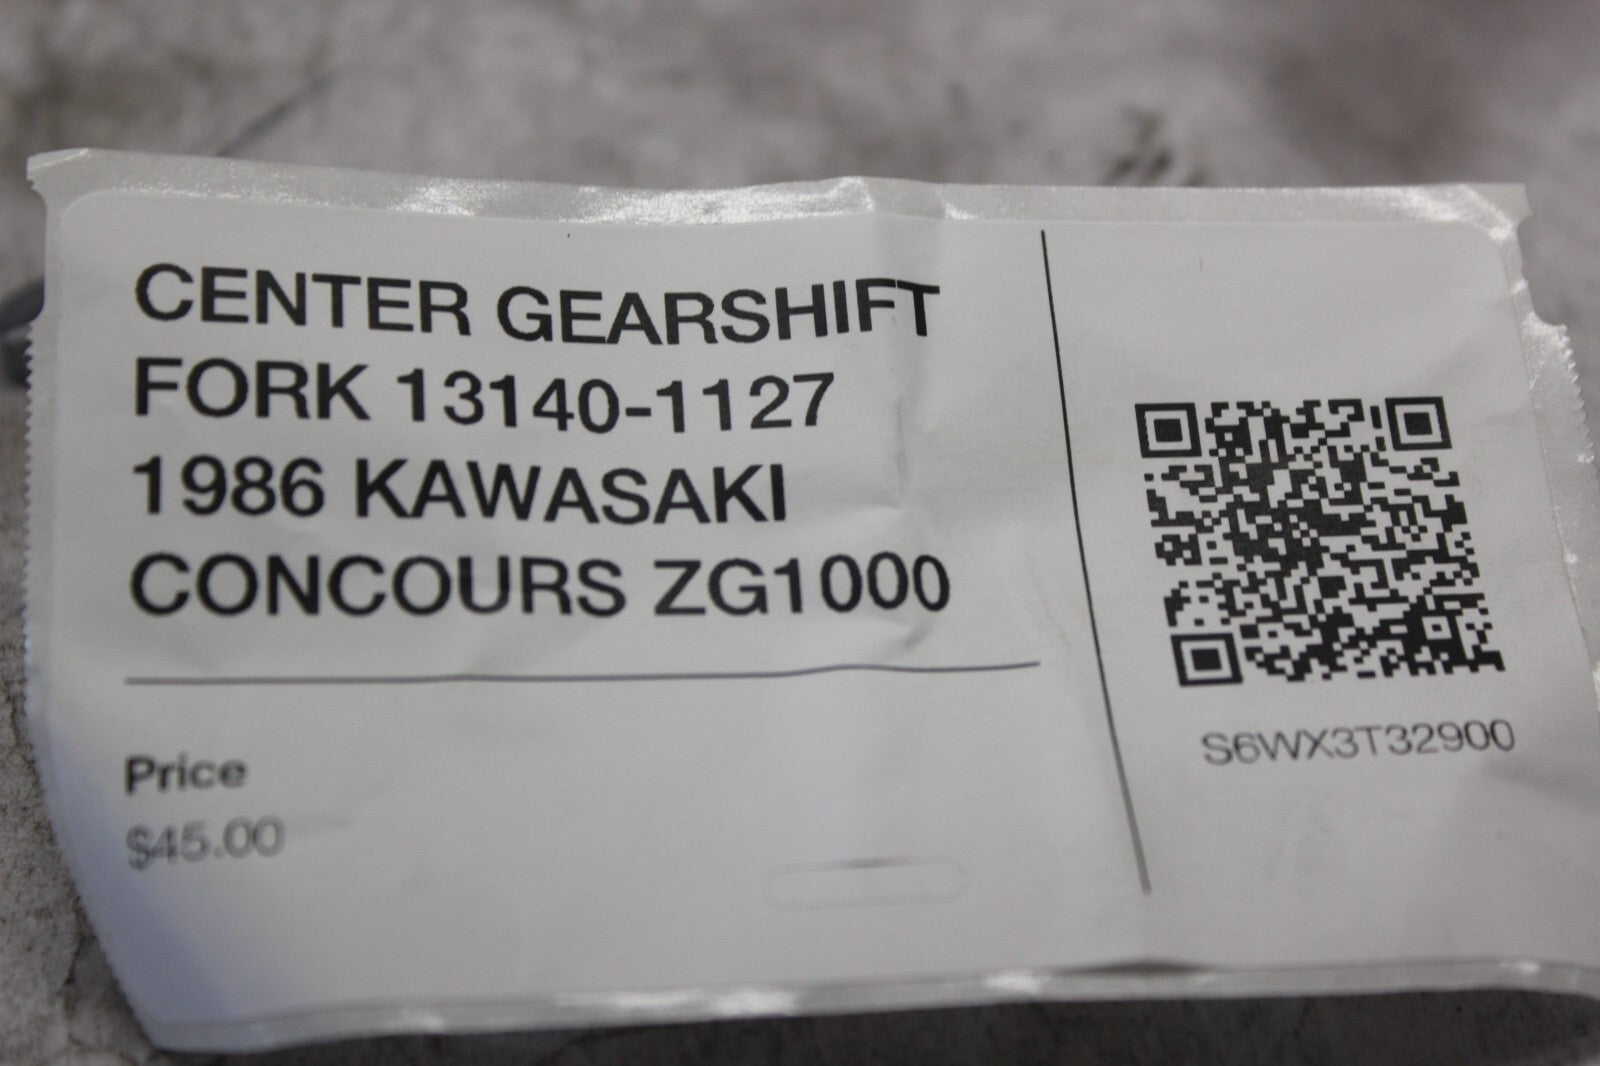 CENTER GEARSHIFT
FORK 13140-1127
1986 KAWASAKI
CONCOURS ZG1000
Price
$45.00
S6WX3T32900